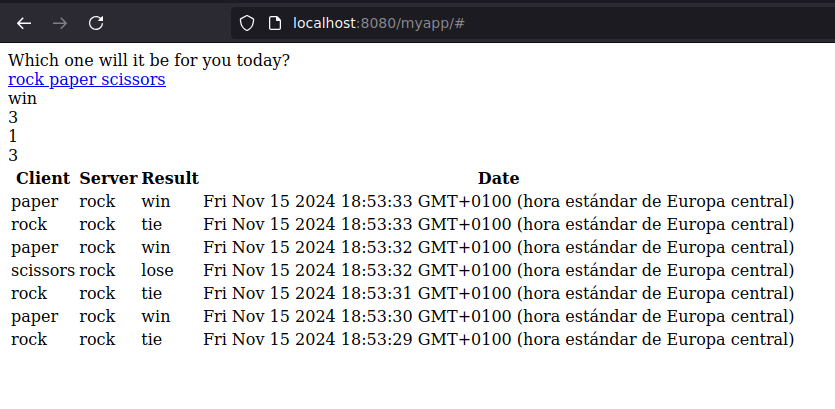 localhost:8080/myapp/#
Which one will it be for you today?
rock paper scissors
win
3
1
3
Client Server Result Date
paper rock win Fri Nov 15 2024 18:53:33 GMT+0100 (hora estándar de Europa central)
rock rock tie Fri Nov 15 2024 18:53:33 GMT+0100 (hora estándar de Europa central)
paper rock win Fri Nov 15 2024 18:53:32 GMT+0100 (hora estándar de Europa central)
scissors rock lose Fri Nov 15 2024 18:53:32 GMT+0100 (hora estándar de Europa central)
rock rock tie Fri Nov 15 2024 18:53:31 GMT+0100 (hora estándar de Europa central)
paper rock win Fri Nov 15 2024 18:53:30 GMT+0100 (hora estándar de Europa central)
rock rock tie Fri Nov 15 2024 18:53:29 GMT+0100 (hora estándar de Europa central)